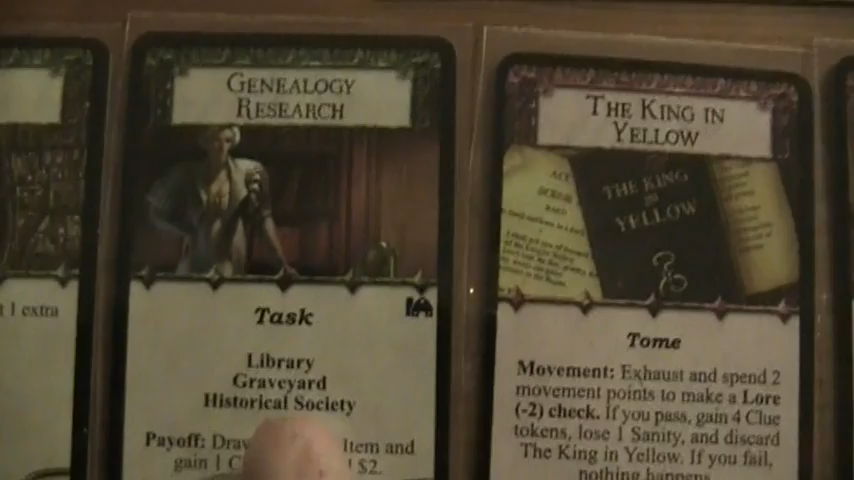 t 1 extra
GENEALOGY
RESEARCH
Task
Library
Graveyard
Historical Society
Payoff: Draw Item and
gain 1 C $2.
THE KING IN
YELLOW
THE KING
IN
YELLOW
Tome
Movement: Exhaust and spend 2
movement points to make a Lore
(-2) check. If you pass, gain 4 Clue
tokens, lose 1 Sanity, and discard
The King in Yellow. If you fail,
nothing happens.